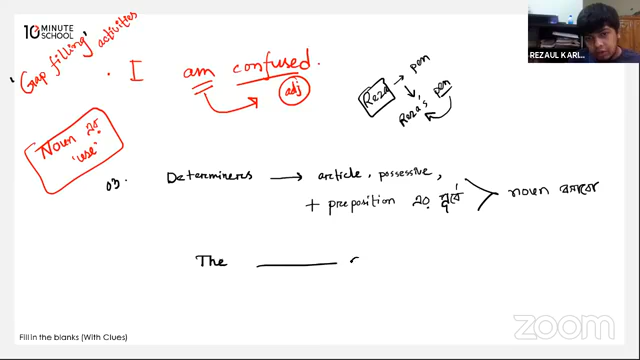 10 MINUTE SCHOOL
'Gap filling' activities
I am confused.
adj
Reza → pen
Reza's pen
Noun এর
"use"
REZAUL KARI...
03. Determiners → article, possessive,
+ preposition এর পূর্বে
noun বসবে
The ______
Fill in the blanks (With Clues)
zoom